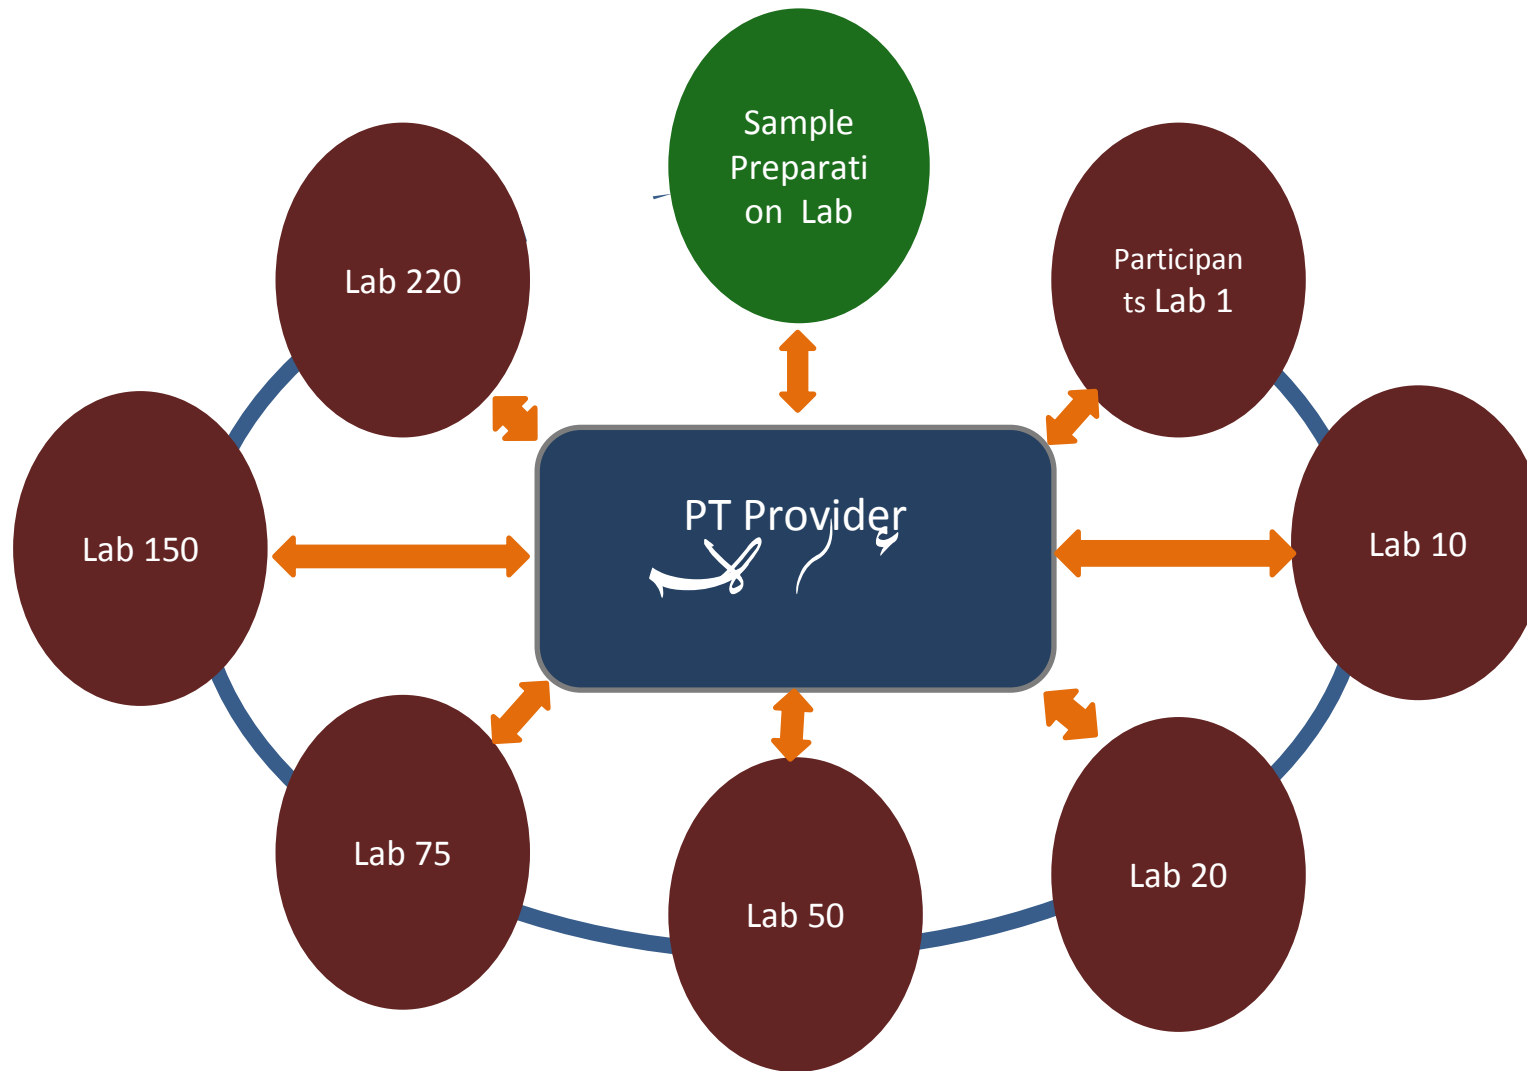 Sample
Preparati
on Lab
Lab 220
Participan
ts Lab 1
PT Provider
Lab 150
Lab 10
Lab 75
Lab 50
Lab 20